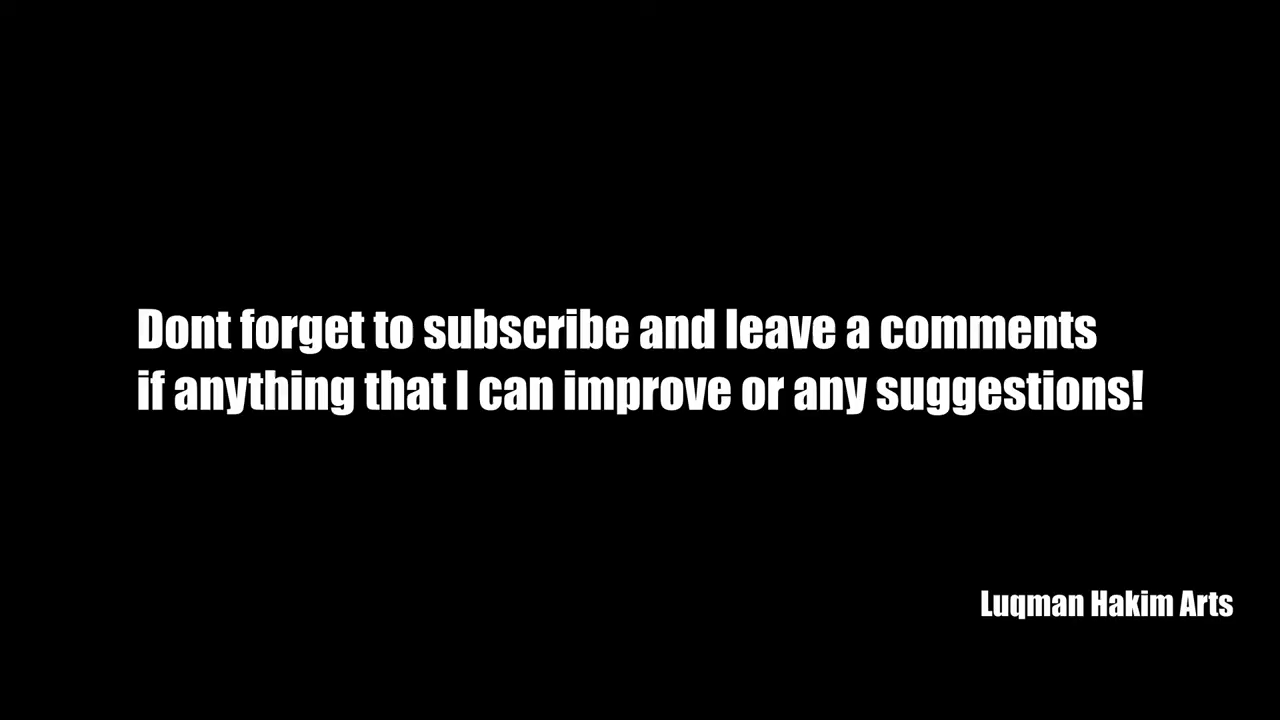 Dont forget to subscribe and leave a comments
if anything that I can improve or any suggestions!
Luqman Hakim Arts